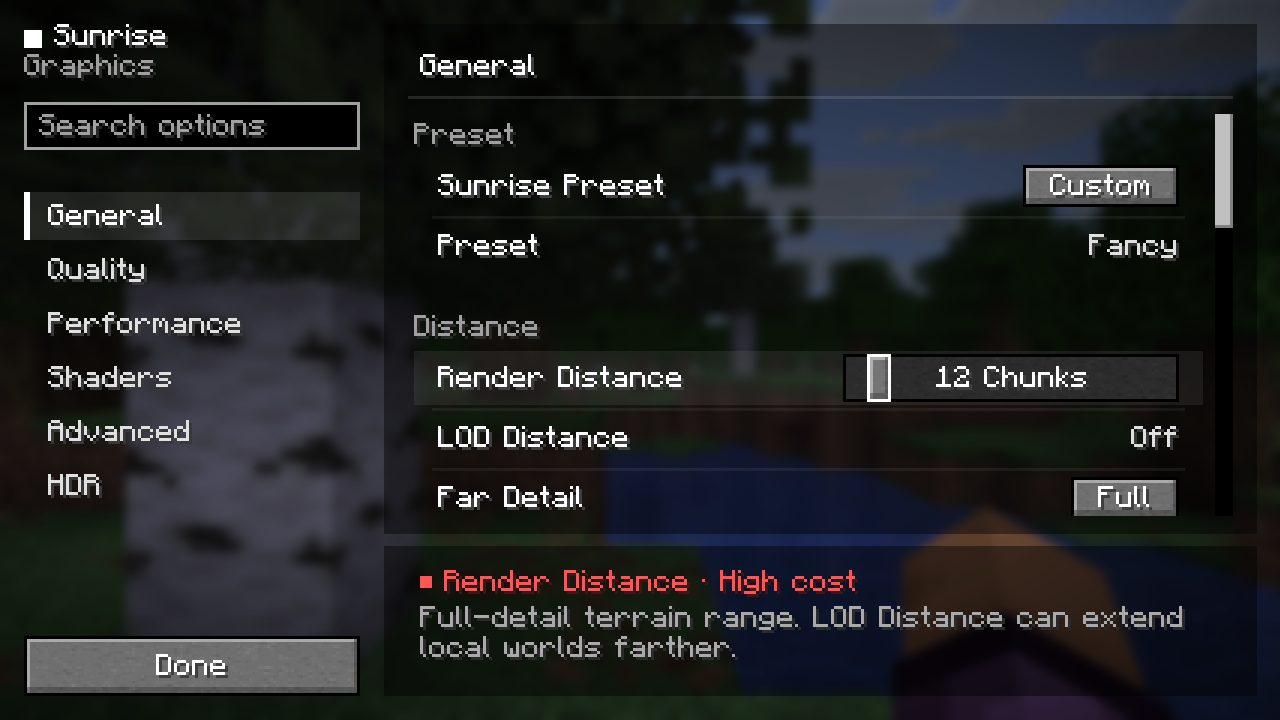 Sunrise
Graphics
Search options
General
Quality
Performance
Shaders
Advanced
HDR
Done
General
Preset
Sunrise Preset
Custom
Preset
Fancy
Distance
Render Distance
12 Chunks
LOD Distance
Off
Far Detail
Full
Render Distance · High cost
Full-detail terrain range. LOD Distance can extend
local worlds farther.